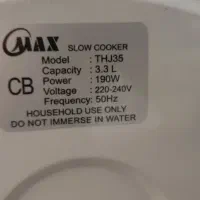 MAX
SLOW COOKER
Model : THJ35
Capacity : 3.3 L
CB
Power : 190W
Voltage : 220-240V
Frequency: 50Hz
HOUSEHOLD USE ONLY
DO NOT IMMERSE IN WATER